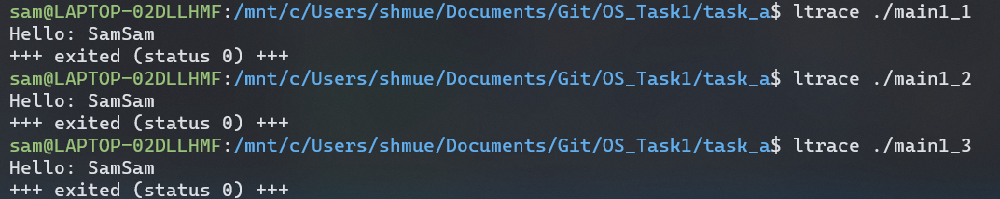 sam@LAPTOP-02DLLHMF:/mnt/c/Users/shmue/Documents/Git/OS_Task1/task_a$ ltrace ./main1_1
Hello: SamSam
+++ exited (status 0) +++
sam@LAPTOP-02DLLHMF:/mnt/c/Users/shmue/Documents/Git/OS_Task1/task_a$ ltrace ./main1_2
Hello: SamSam
+++ exited (status 0) +++
sam@LAPTOP-02DLLHMF:/mnt/c/Users/shmue/Documents/Git/OS_Task1/task_a$ ltrace ./main1_3
Hello: SamSam
+++ exited (status 0) +++